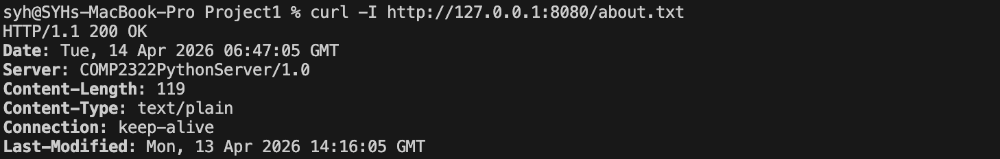 syh@SYHs-MacBook-Pro Project1 % curl -I http://127.0.0.1:8080/about.txt
HTTP/1.1 200 OK
Date: Tue, 14 Apr 2026 06:47:05 GMT
Server: COMP2322PythonServer/1.0
Content-Length: 119
Content-Type: text/plain
Connection: keep-alive
Last-Modified: Mon, 13 Apr 2026 14:16:05 GMT